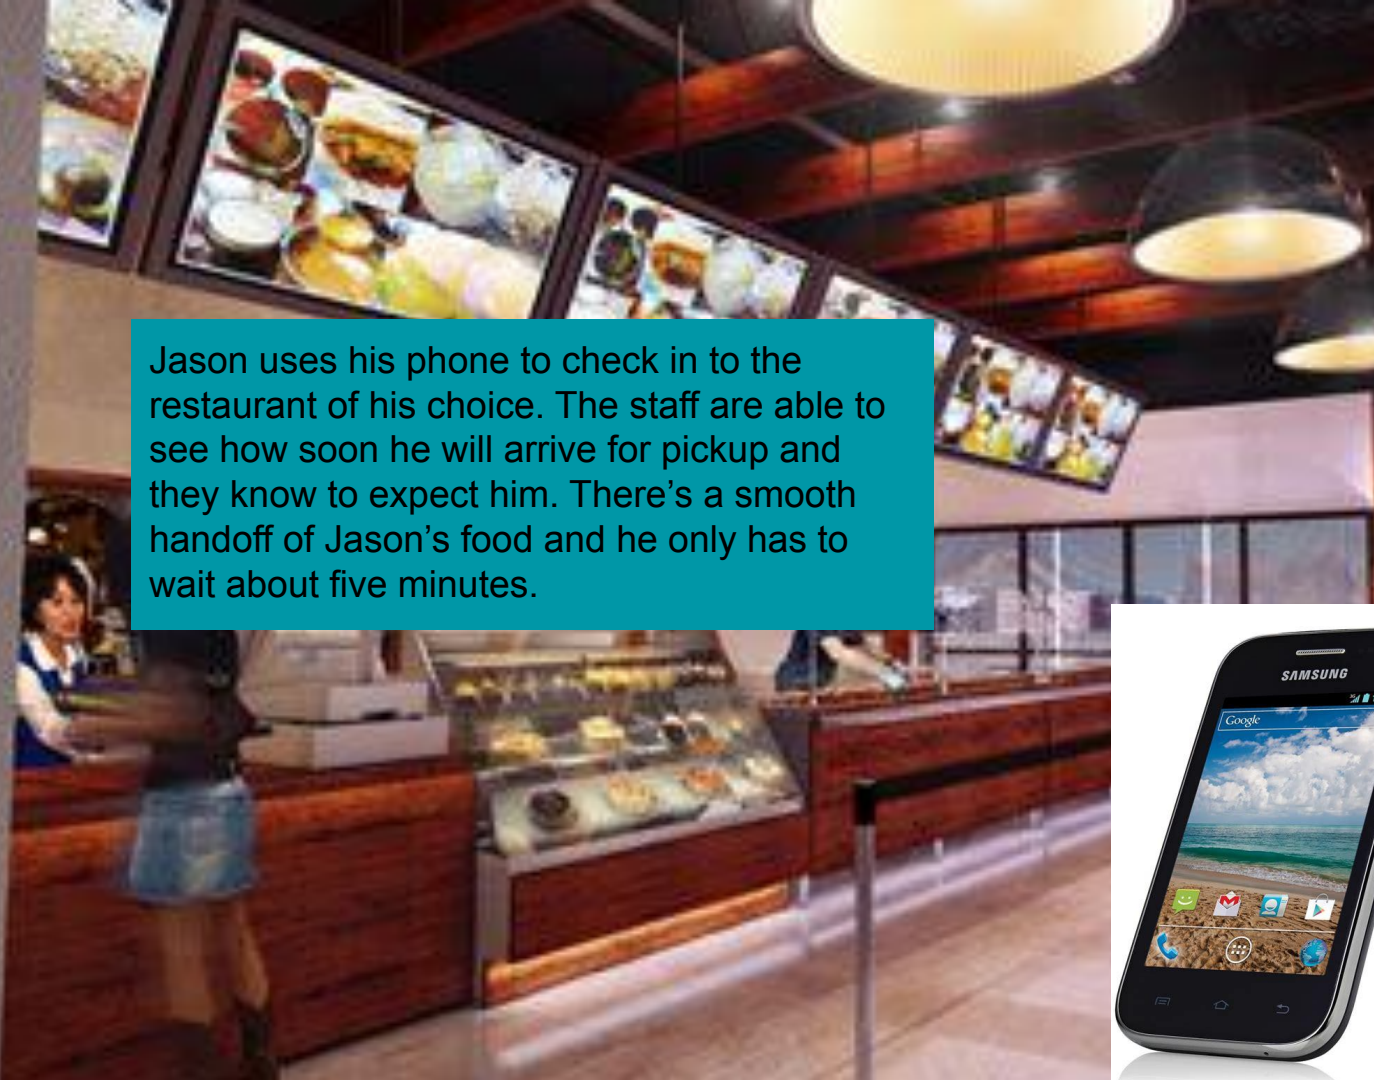 Jason uses his phone to check in to the
restaurant of his choice. The staff are able to
see how soon he will arrive for pickup and
they know to expect him. There’s a smooth
handoff of Jason’s food and he only has to
wait about five minutes.
SAMSUNG
3G
Google